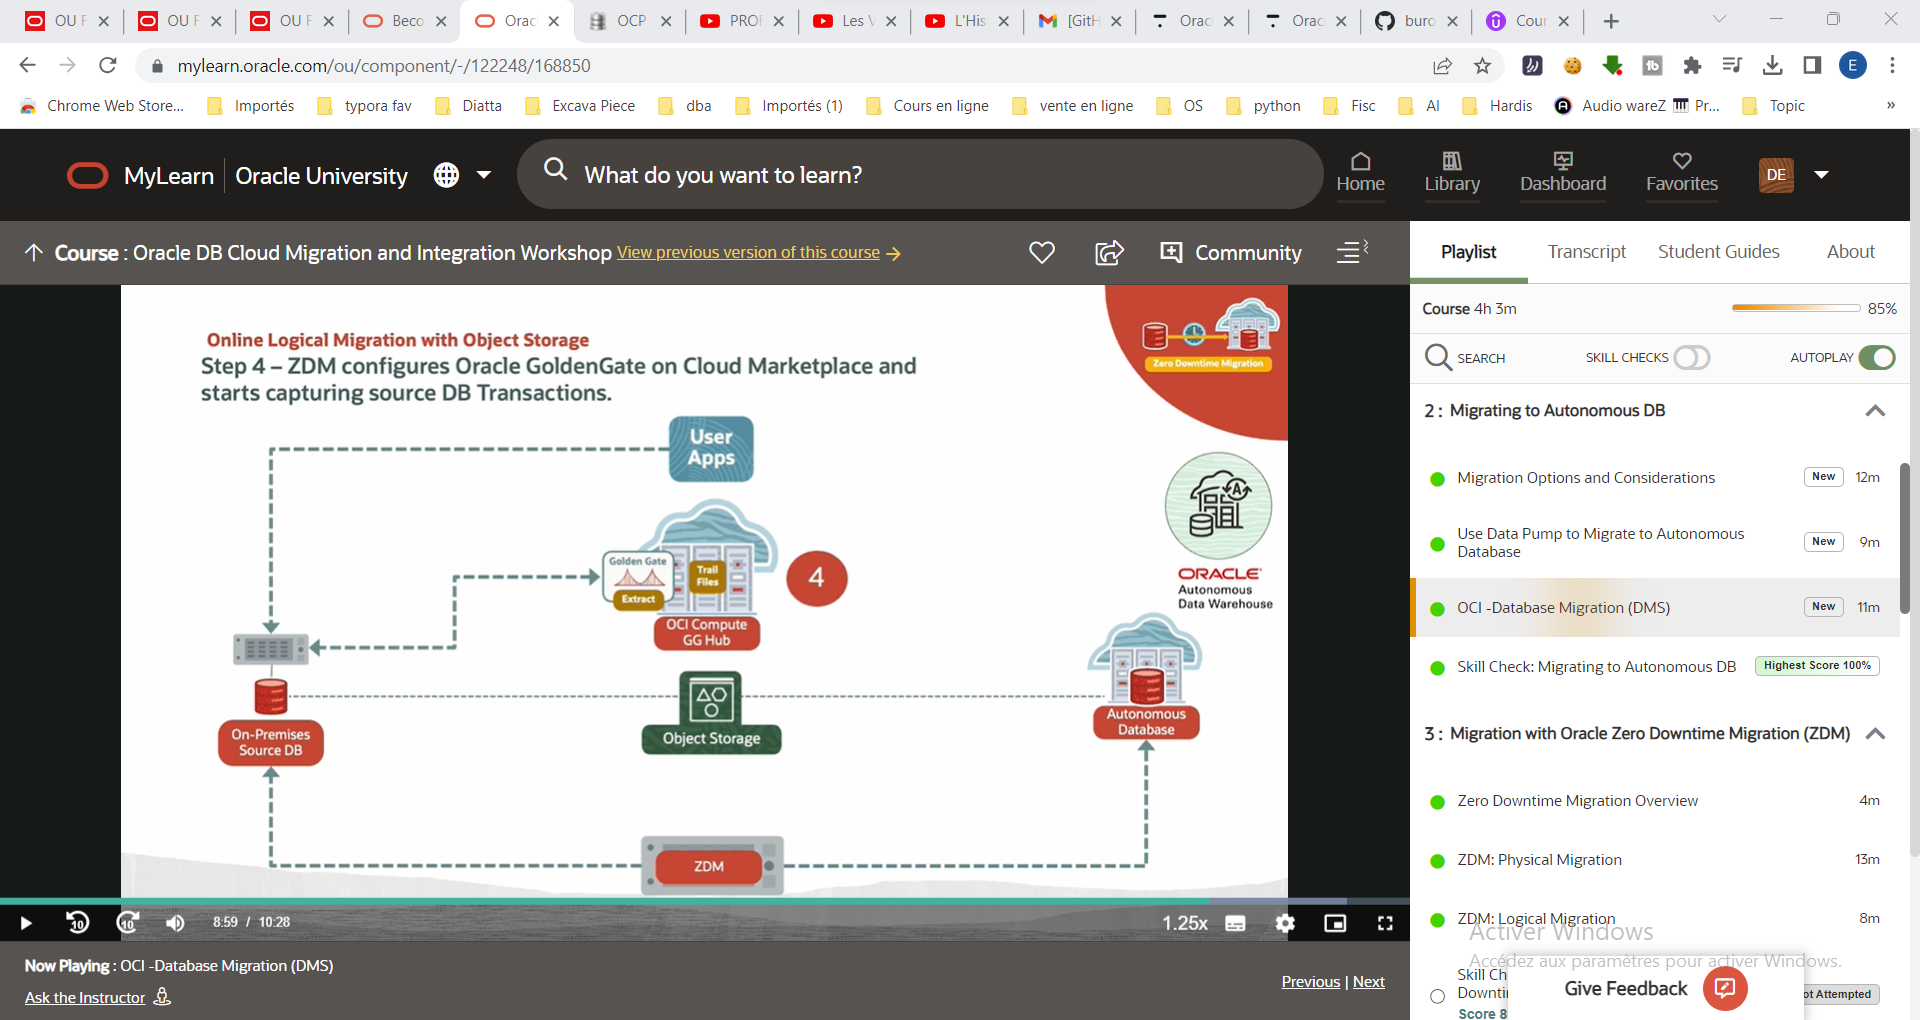 OU F
OU F
OU F
Beco
Orac
OCP
PROF
Les V
L'His
[GitH
Orac
Orac
buro
Cour
mylearn.oracle.com/ou/component/-/122248/168850
E
Chrome Web Store...
Importés
typora fav
Diatta
Excava Piece
dba
Importés (1)
Cours en ligne
vente en ligne
OS
python
Fisc
AI
Hardis
Audio wareZ
Pr...
Topic
»
MyLearn
Oracle University
What do you want to learn?
Home
Library
Dashboard
Favorites
DE
Course : Oracle DB Cloud Migration and Integration Workshop View previous version of this course
Community
Playlist
Transcript
Student Guides
About
Course 4h 3m
85%
SEARCH
SKILL CHECKS
AUTOPLAY
Online Logical Migration with Object Storage
Step 4 – ZDM configures Oracle GoldenGate on Cloud Marketplace and
starts capturing source DB Transactions.
Zero Downtime Migration
User
Apps
Golden Gate
Extract
Trail
Files
4
OCI Compute
GG Hub
ORACLE
Autonomous
Data Warehouse
On-Premises
Source DB
Object Storage
Autonomous
Database
ZDM
2 : Migrating to Autonomous DB
Migration Options and Considerations
New
12m
Use Data Pump to Migrate to Autonomous
Database
New
9m
OCI -Database Migration (DMS)
New
11m
Skill Check: Migrating to Autonomous DB
Highest Score 100%
3 : Migration with Oracle Zero Downtime Migration (ZDM)
Zero Downtime Migration Overview
4m
ZDM: Physical Migration
13m
ZDM: Logical Migration
8m
Activer Windows
Accédez aux paramètres pour activer Windows.
Skill Ch
Downti
Score 8
ot Attempted
Give Feedback
10
10
8:59 / 10:28
1.25x
Now Playing : OCI -Database Migration (DMS)
Ask the Instructor
Previous | Next